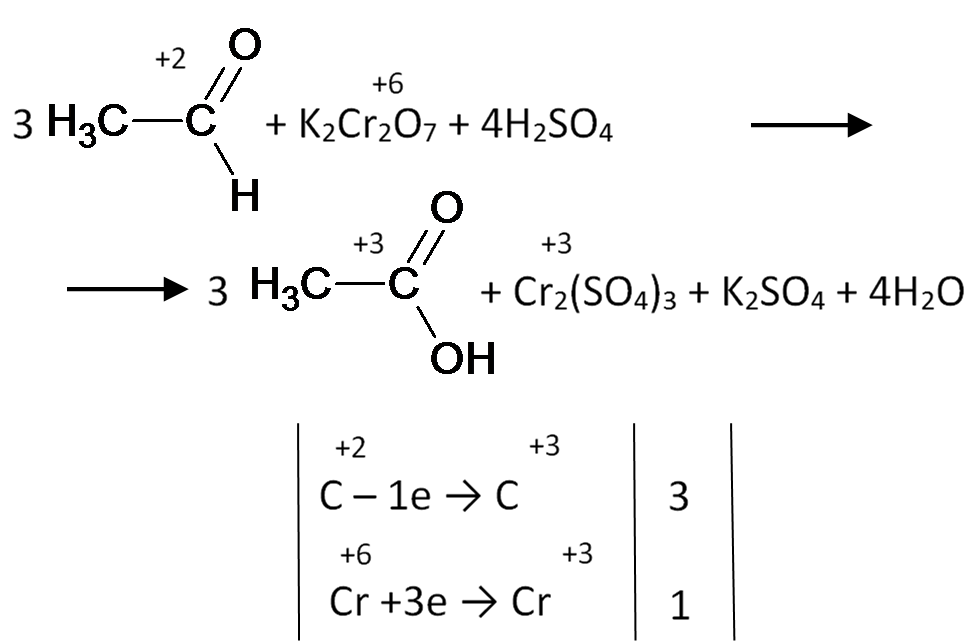 +2 O +6
3 H₃C C + K₂Cr₂O₇ + 4H₂SO₄ ⟶
H
O
+3 +3
⟶ 3 H₃C C + Cr₂(SO₄)₃ + K₂SO₄ + 4H₂O
OH
+2 +3
C – 1e → C 3
+6 +3
Cr +3e → Cr 1